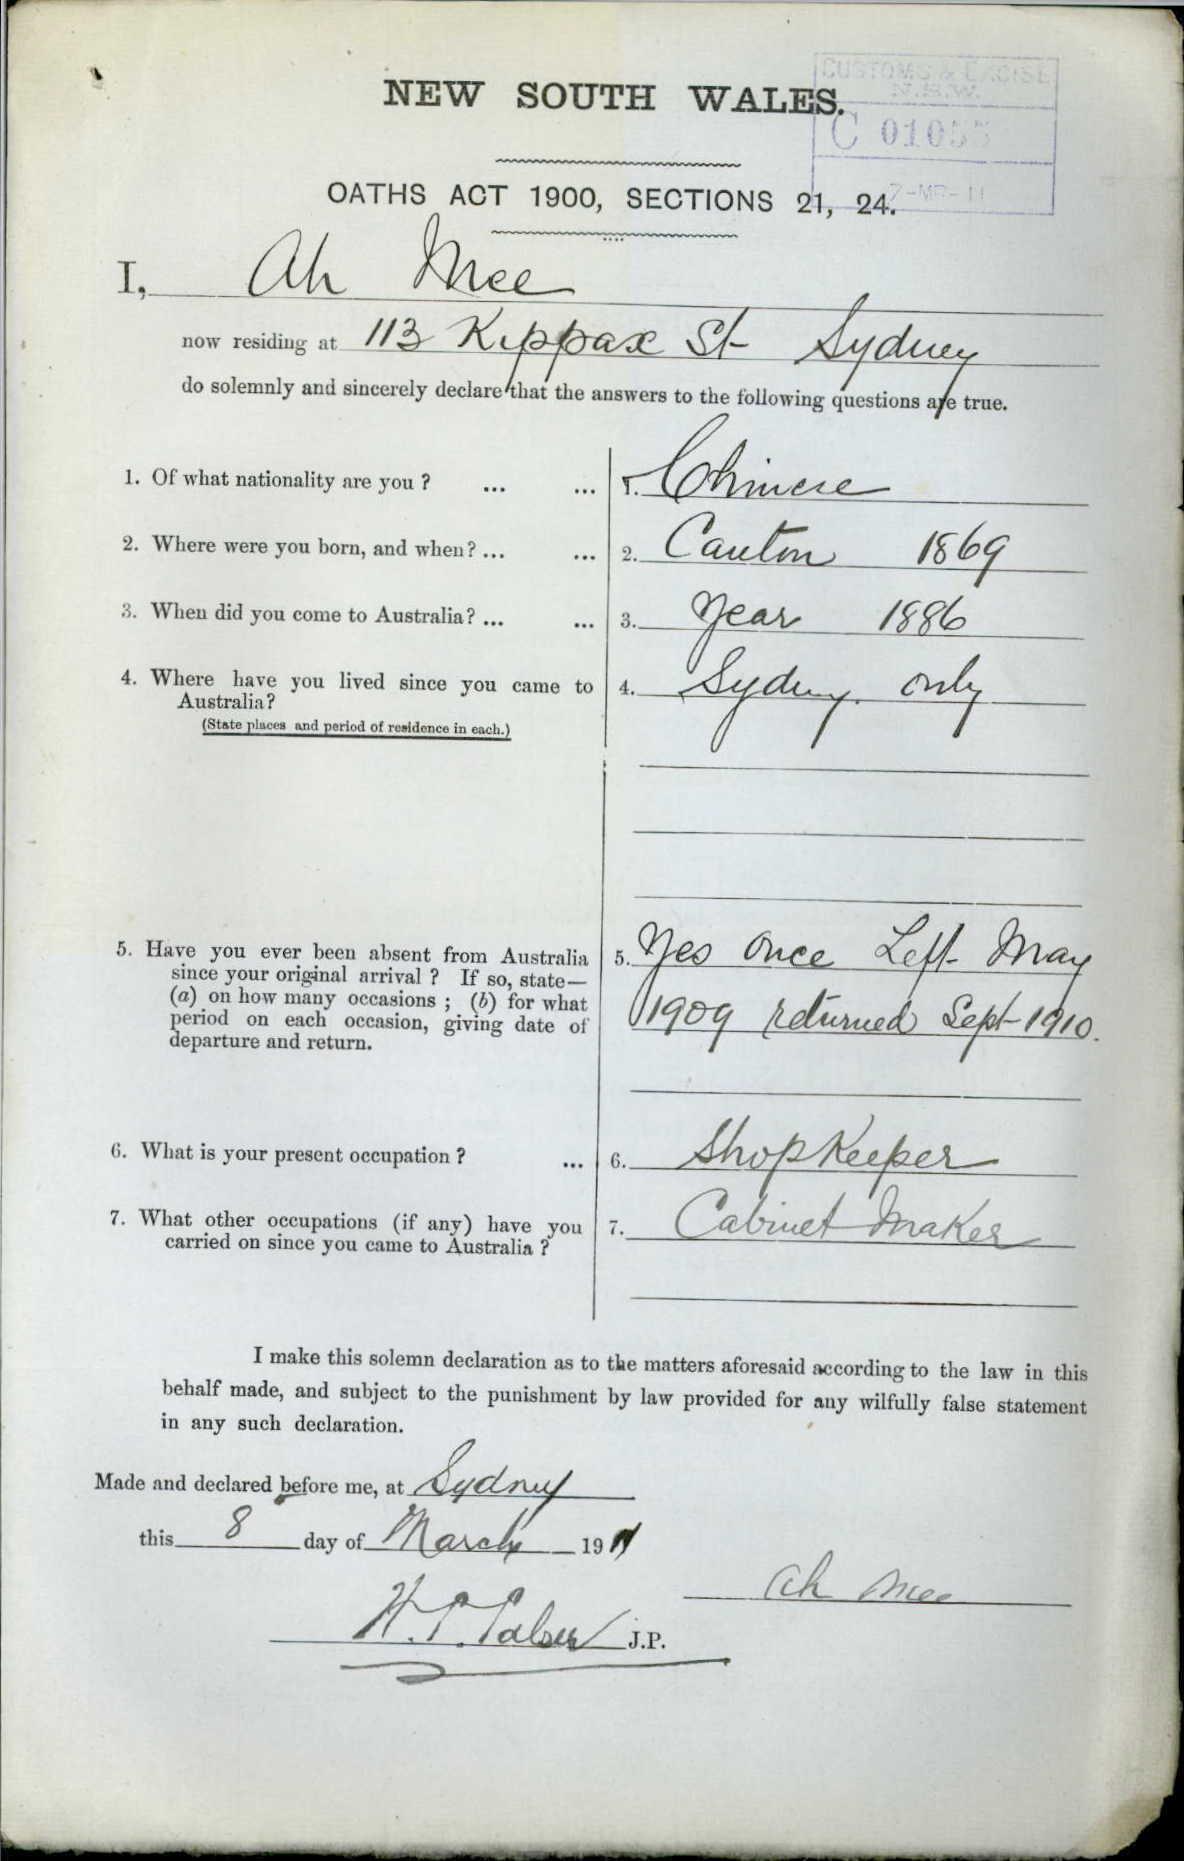 CUSTOMS & EXCISE
N.S.W.
C 0105
7-MR-11
NEW SOUTH WALES.
OATHS ACT 1900, SECTIONS 21, 24.
I, Ah Mee
now residing at 113 Kippax St Sydney
do solemnly and sincerely declare that the answers to the following questions are true.
1. Of what nationality are you ? ... ... 1. Chinese
2. Where were you born, and when? ... ... 2. Canton 1869
3. When did you come to Australia? ... ... 3. Year 1886
4. Where have you lived since you came to 4. Sydney. only
Australia?
(State places and period of residence in each.)
5. Have you ever been absent from Australia 5. Yes once Left May
since your original arrival ? If so, state—
(a) on how many occasions ; (b) for what 1909 returned Sept 1910.
period on each occasion, giving date of
departure and return.
6. What is your present occupation ? ... 6. ShopKeeper
7. What other occupations (if any) have you 7. Cabinet Maker
carried on since you came to Australia ?
I make this solemn declaration as to the matters aforesaid according to the law in this
behalf made, and subject to the punishment by law provided for any wilfully false statement
in any such declaration.
Made and declared before me, at Sydney
this 8 day of March 1911
Ah Mee
H. J.P.